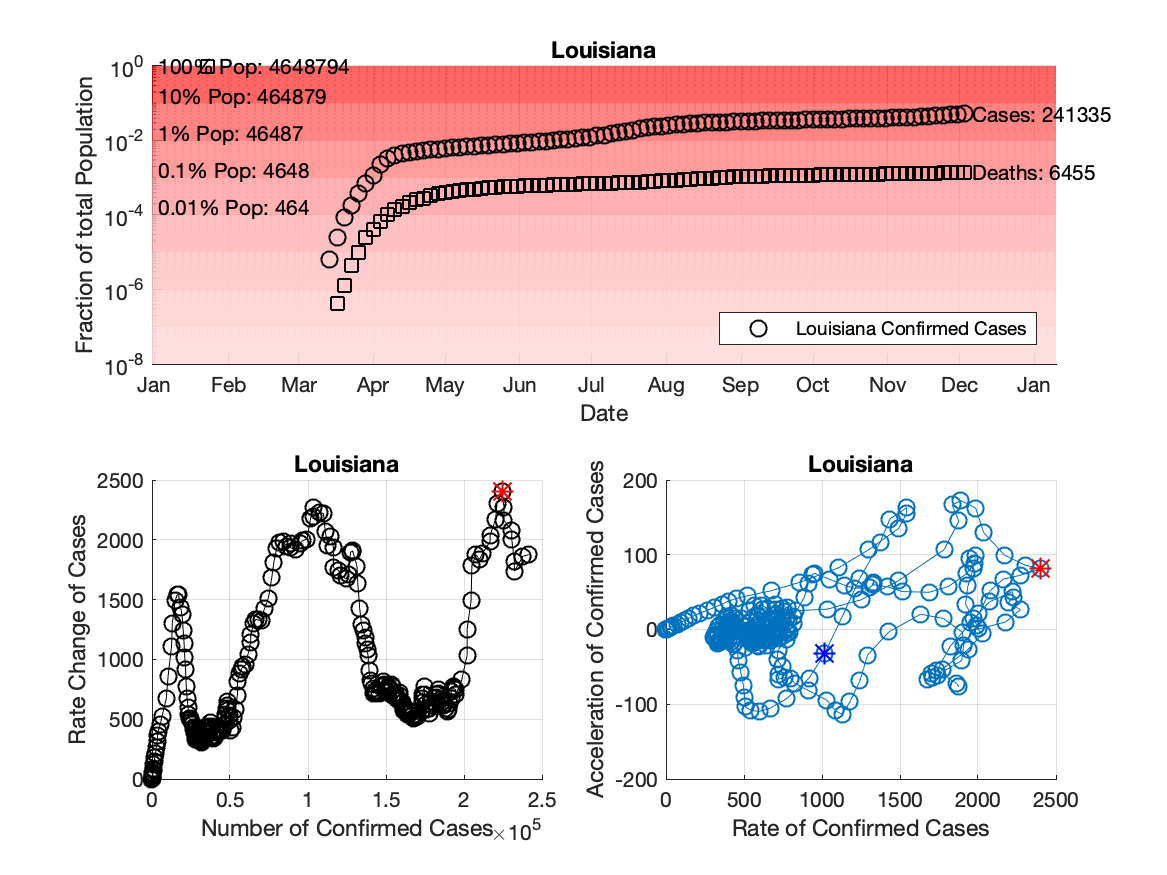 Louisiana
10^0
10^-2
10^-4
10^-6
10^-8
Fraction of total Population
100% Pop: 4648794
10% Pop: 464879
1% Pop: 46487
0.1% Pop: 4648
0.01% Pop: 464
Cases: 241335
Deaths: 6455
Louisiana Confirmed Cases
Jan Feb Mar Apr May Jun Jul Aug Sep Oct Nov Dec Jan
Date
Louisiana
2500
2000
1500
1000
500
0
Rate Change of Cases
0 0.5 1 1.5 2 2.5
Number of Confirmed Cases ×10^5
Louisiana
200
100
0
-100
-200
Acceleration of Confirmed Cases
0 500 1000 1500 2000 2500
Rate of Confirmed Cases